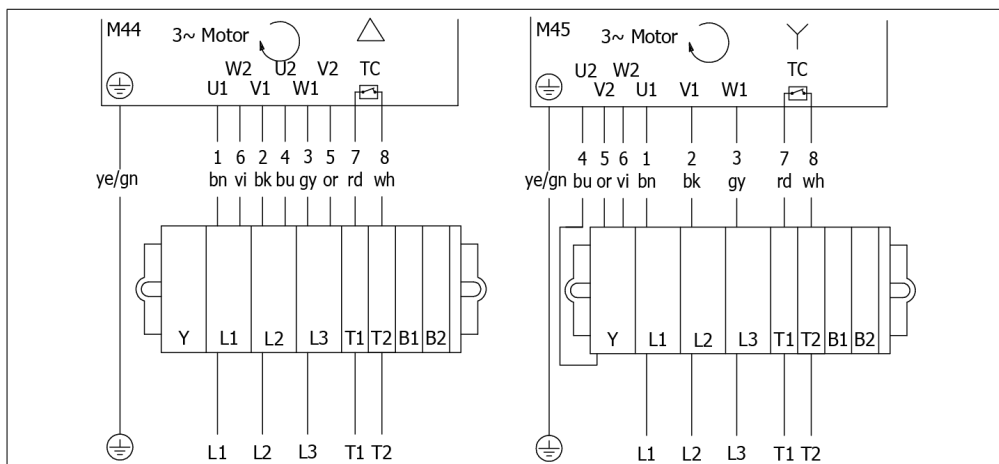 M44
3~ Motor
W2 U2 V2 TC
U1 V1 W1
1 6 2 4 3 5 7 8
ye/gn bn vi bk bu gy or rd wh
Y L1 L2 L3 T1 T2 B1 B2
L1 L2 L3 T1 T2
M45
3~ Motor
U2 W2 TC
V2 U1 V1 W1
4 5 6 1 2 3 7 8
ye/gn bu or vi bn bk gy rd wh
Y L1 L2 L3 T1 T2 B1 B2
L1 L2 L3 T1 T2